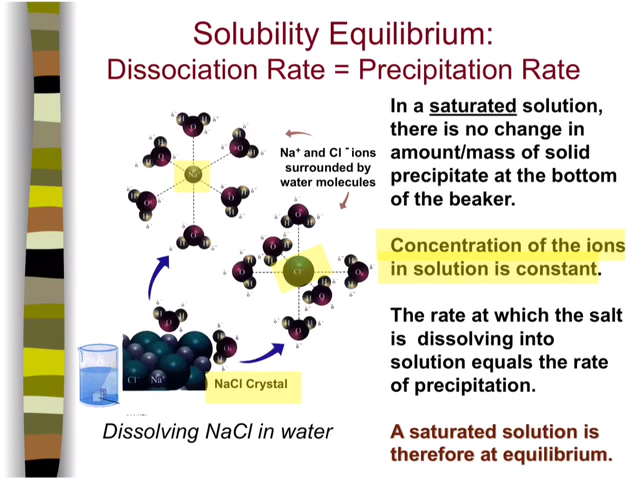 Solubility Equilibrium:
Dissociation Rate = Precipitation Rate
In a saturated solution,
there is no change in
amount/mass of solid
precipitate at the bottom
of the beaker.
Na⁺ and Cl⁻ ions
surrounded by
water molecules
Concentration of the ions
in solution is constant.
The rate at which the salt
is dissolving into
solution equals the rate
of precipitation.
Cl⁻ Na⁺
NaCl Crystal
Dissolving NaCl in water
A saturated solution is
therefore at equilibrium.